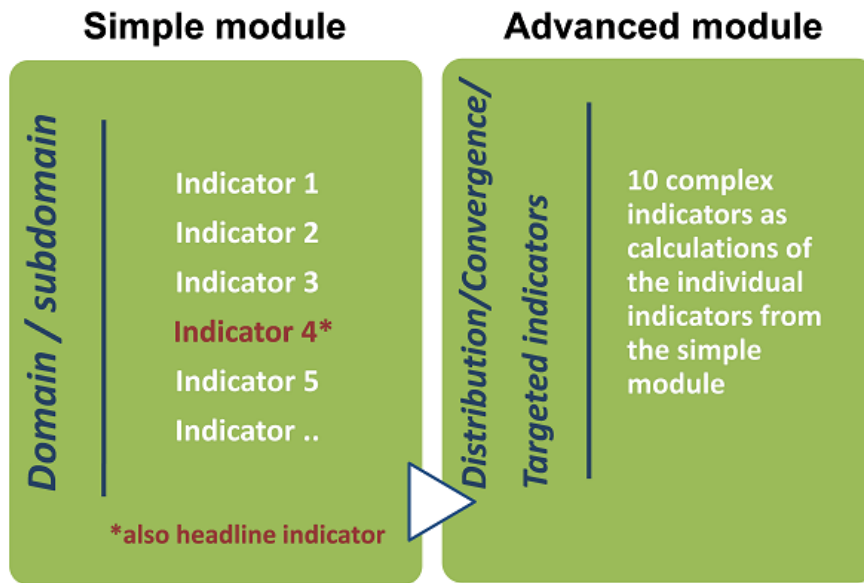 Simple module
Domain / subdomain
Indicator 1
Indicator 2
Indicator 3
Indicator 4*
Indicator 5
Indicator ..
*also headline indicator
Advanced module
Distribution/Convergence/
Targeted indicators
10 complex
indicators as
calculations of
the individual
indicators from
the simple
module